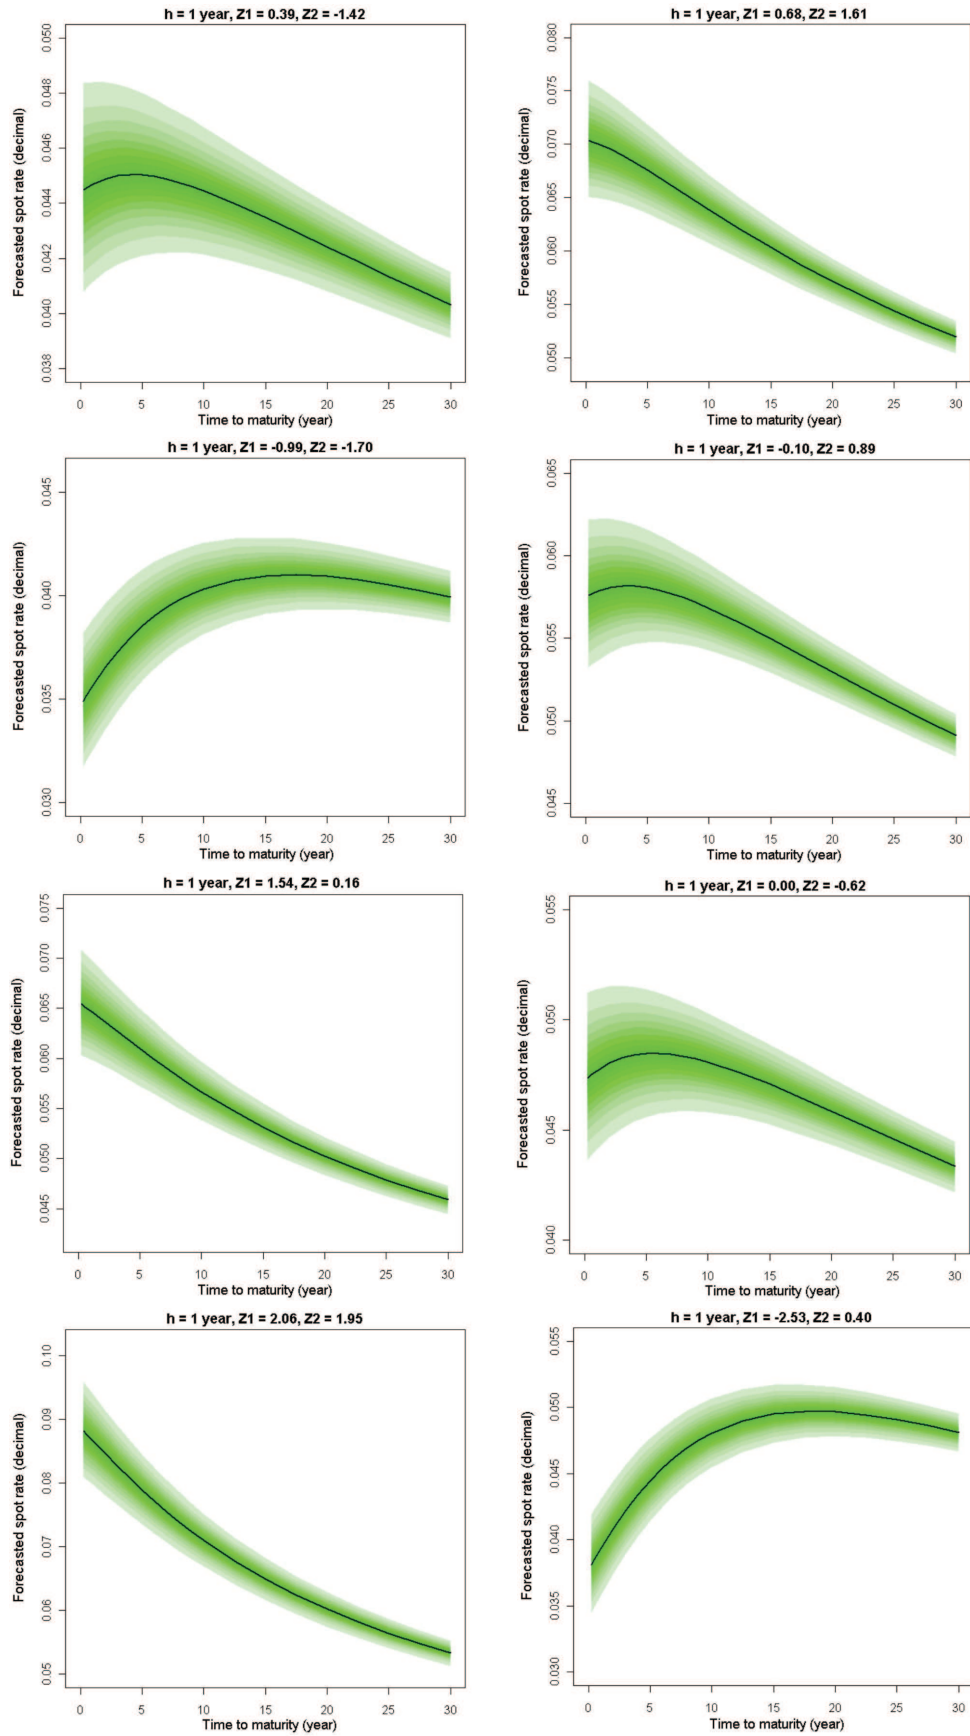 h = 1 year, Z1 = 0.39, Z2 = -1.42
Forecasted spot rate (decimal)
0.050
0.048
0.046
0.044
0.042
0.040
0.038
0 5 10 15 20 25 30
Time to maturity (year)
h = 1 year, Z1 = 0.68, Z2 = 1.61
Forecasted spot rate (decimal)
0.080
0.075
0.070
0.065
0.060
0.055
0.050
0 5 10 15 20 25 30
Time to maturity (year)
h = 1 year, Z1 = -0.99, Z2 = -1.70
Forecasted spot rate (decimal)
0.045
0.040
0.035
0.030
0 5 10 15 20 25 30
Time to maturity (year)
h = 1 year, Z1 = -0.10, Z2 = 0.89
Forecasted spot rate (decimal)
0.065
0.060
0.055
0.050
0.045
0 5 10 15 20 25 30
Time to maturity (year)
h = 1 year, Z1 = 1.54, Z2 = 0.16
Forecasted spot rate (decimal)
0.075
0.070
0.065
0.060
0.055
0.050
0.045
0 5 10 15 20 25 30
Time to maturity (year)
h = 1 year, Z1 = 0.00, Z2 = -0.62
Forecasted spot rate (decimal)
0.055
0.050
0.045
0.040
0 5 10 15 20 25 30
Time to maturity (year)
h = 1 year, Z1 = 2.06, Z2 = 1.95
Forecasted spot rate (decimal)
0.10
0.09
0.08
0.07
0.06
0.05
0 5 10 15 20 25 30
Time to maturity (year)
h = 1 year, Z1 = -2.53, Z2 = 0.40
Forecasted spot rate (decimal)
0.055
0.050
0.045
0.040
0.035
0.030
0 5 10 15 20 25 30
Time to maturity (year)